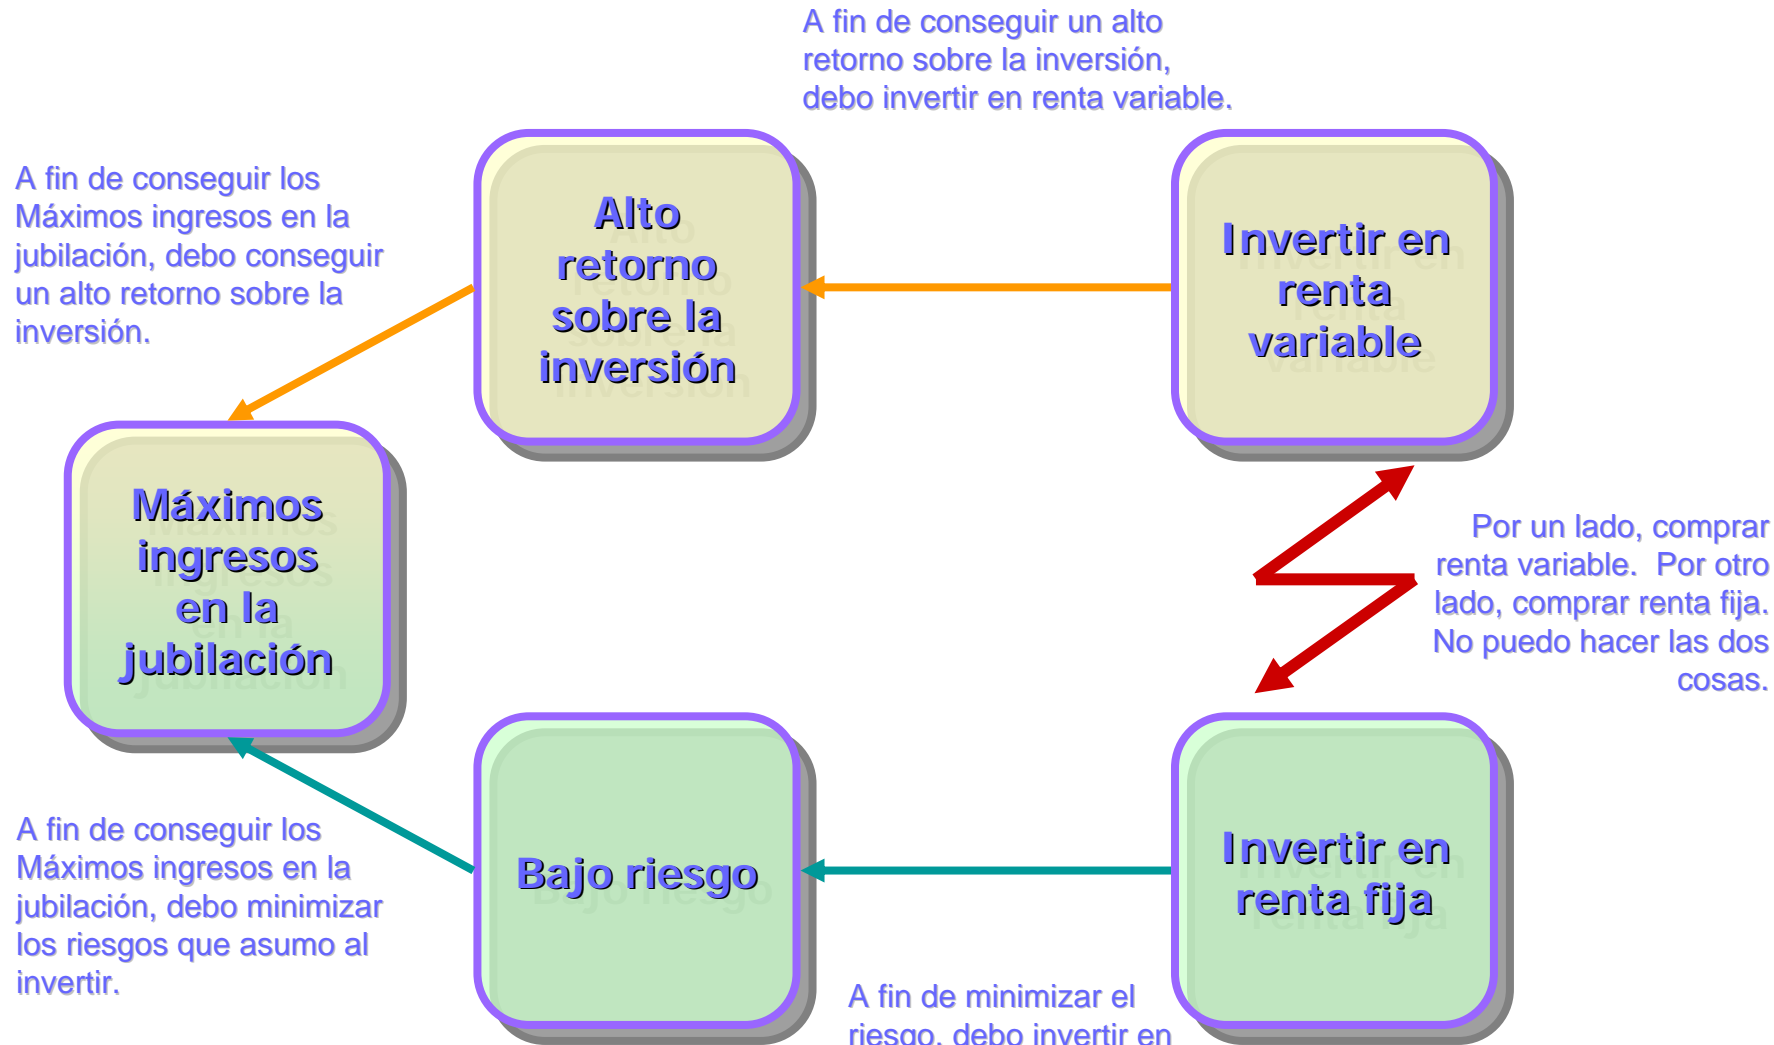 A fin de conseguir un alto
retorno sobre la inversión,
debo invertir en renta variable.
A fin de conseguir los
Máximos ingresos en la
jubilación, debo conseguir
un alto retorno sobre la
inversión.
Alto
retorno
sobre la
inversión
Invertir en
renta
variable
Máximos
ingresos
en la
jubilación
Por un lado, comprar
renta variable.  Por otro
lado, comprar renta fija.
No puedo hacer las dos
cosas.
A fin de conseguir los
Máximos ingresos en la
jubilación, debo minimizar
los riesgos que asumo al
invertir.
Bajo riesgo
Invertir en
renta fija
A fin de minimizar el
riesgo, debo invertir en